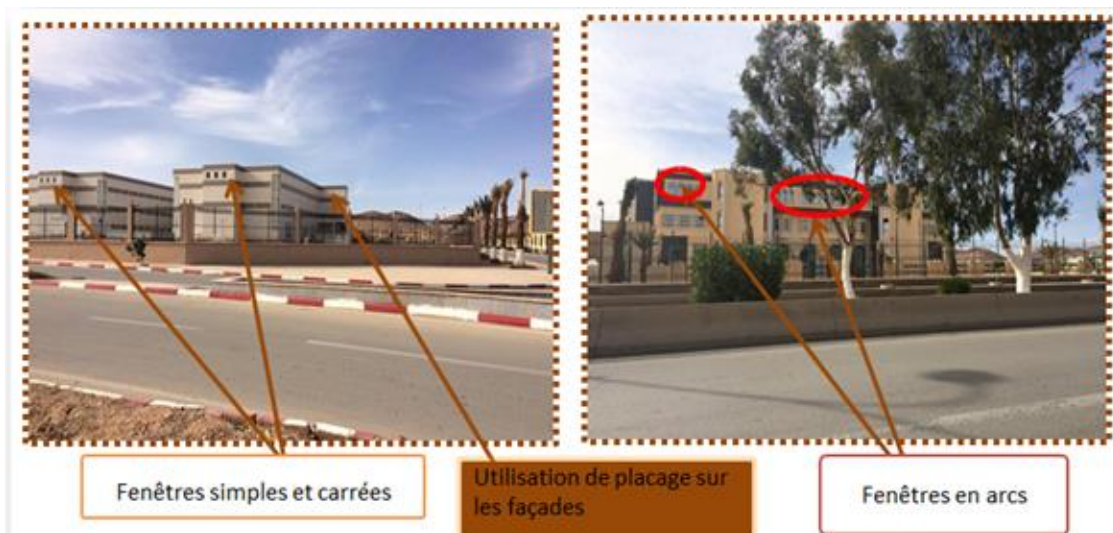 Fenêtres simples et carrées
Utilisation de placage sur
les façades
Fenêtres en arcs